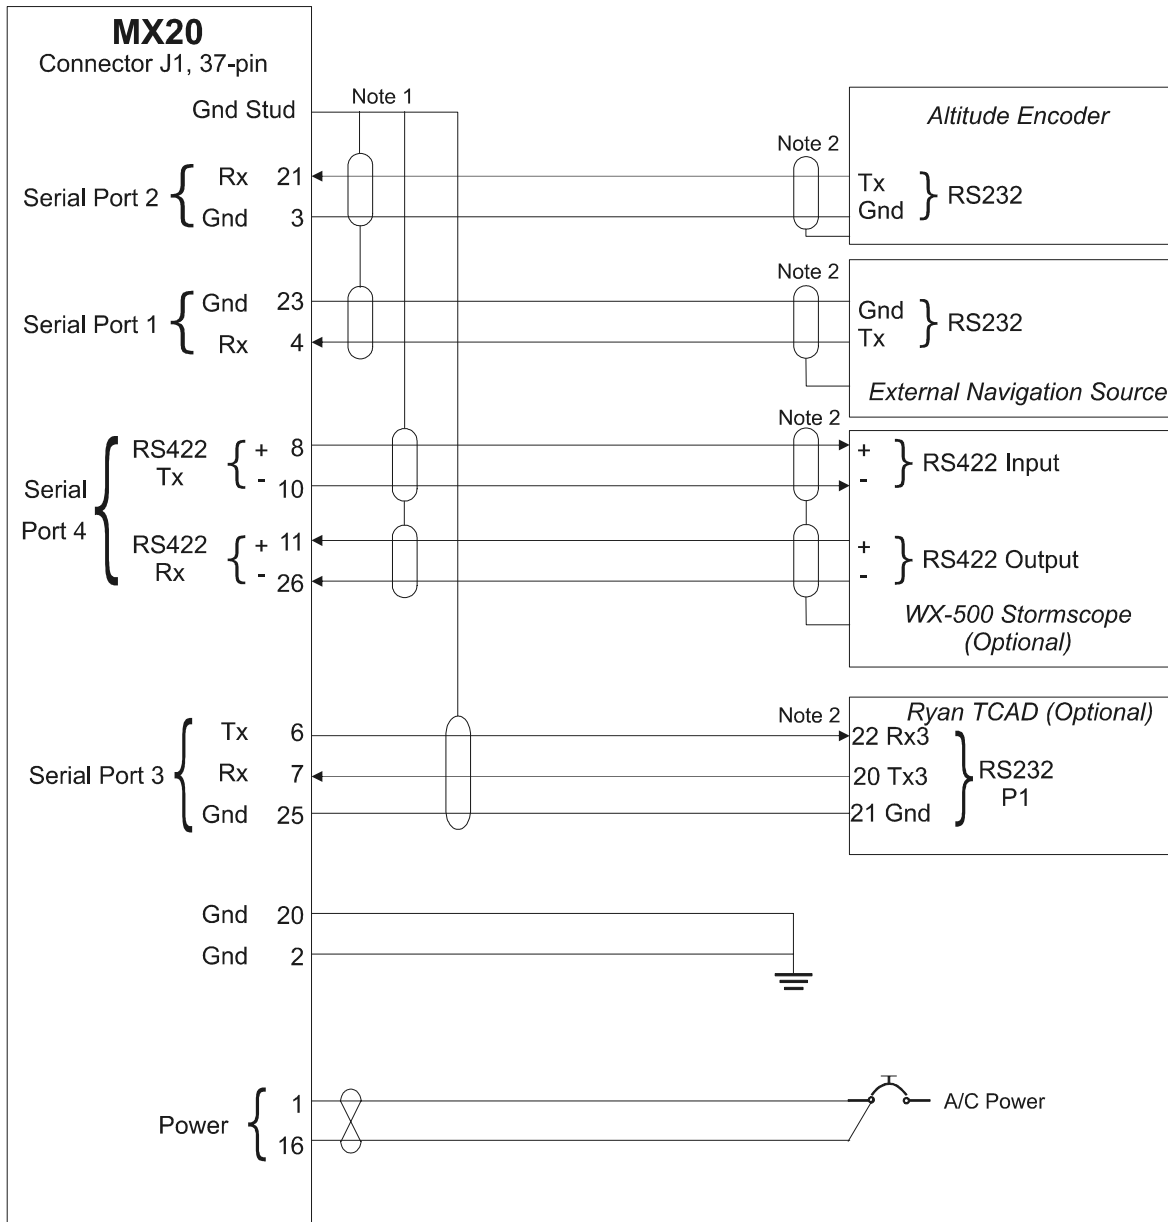 MX20
Connector J1, 37-pin
Gnd Stud
Note 1
Altitude Encoder
Note 2
Serial Port 2 { Rx 21
Gnd 3
Tx
Gnd } RS232
Note 2
Serial Port 1 { Gnd 23
Rx 4
Gnd
Tx } RS232
External Navigation Source
Note 2
Serial
Port 4 {
RS422
Tx { + 8
- 10
+
- } RS422 Input
RS422
Rx { + 11
- 26
+
- } RS422 Output
WX-500 Stormscope
(Optional)
Note 2
Ryan TCAD (Optional)
Serial Port 3 { Tx 6
Rx 7
Gnd 25
22 Rx3
20 Tx3
21 Gnd
} RS232
P1
Gnd 20
Gnd 2
Power { 1
16
A/C Power